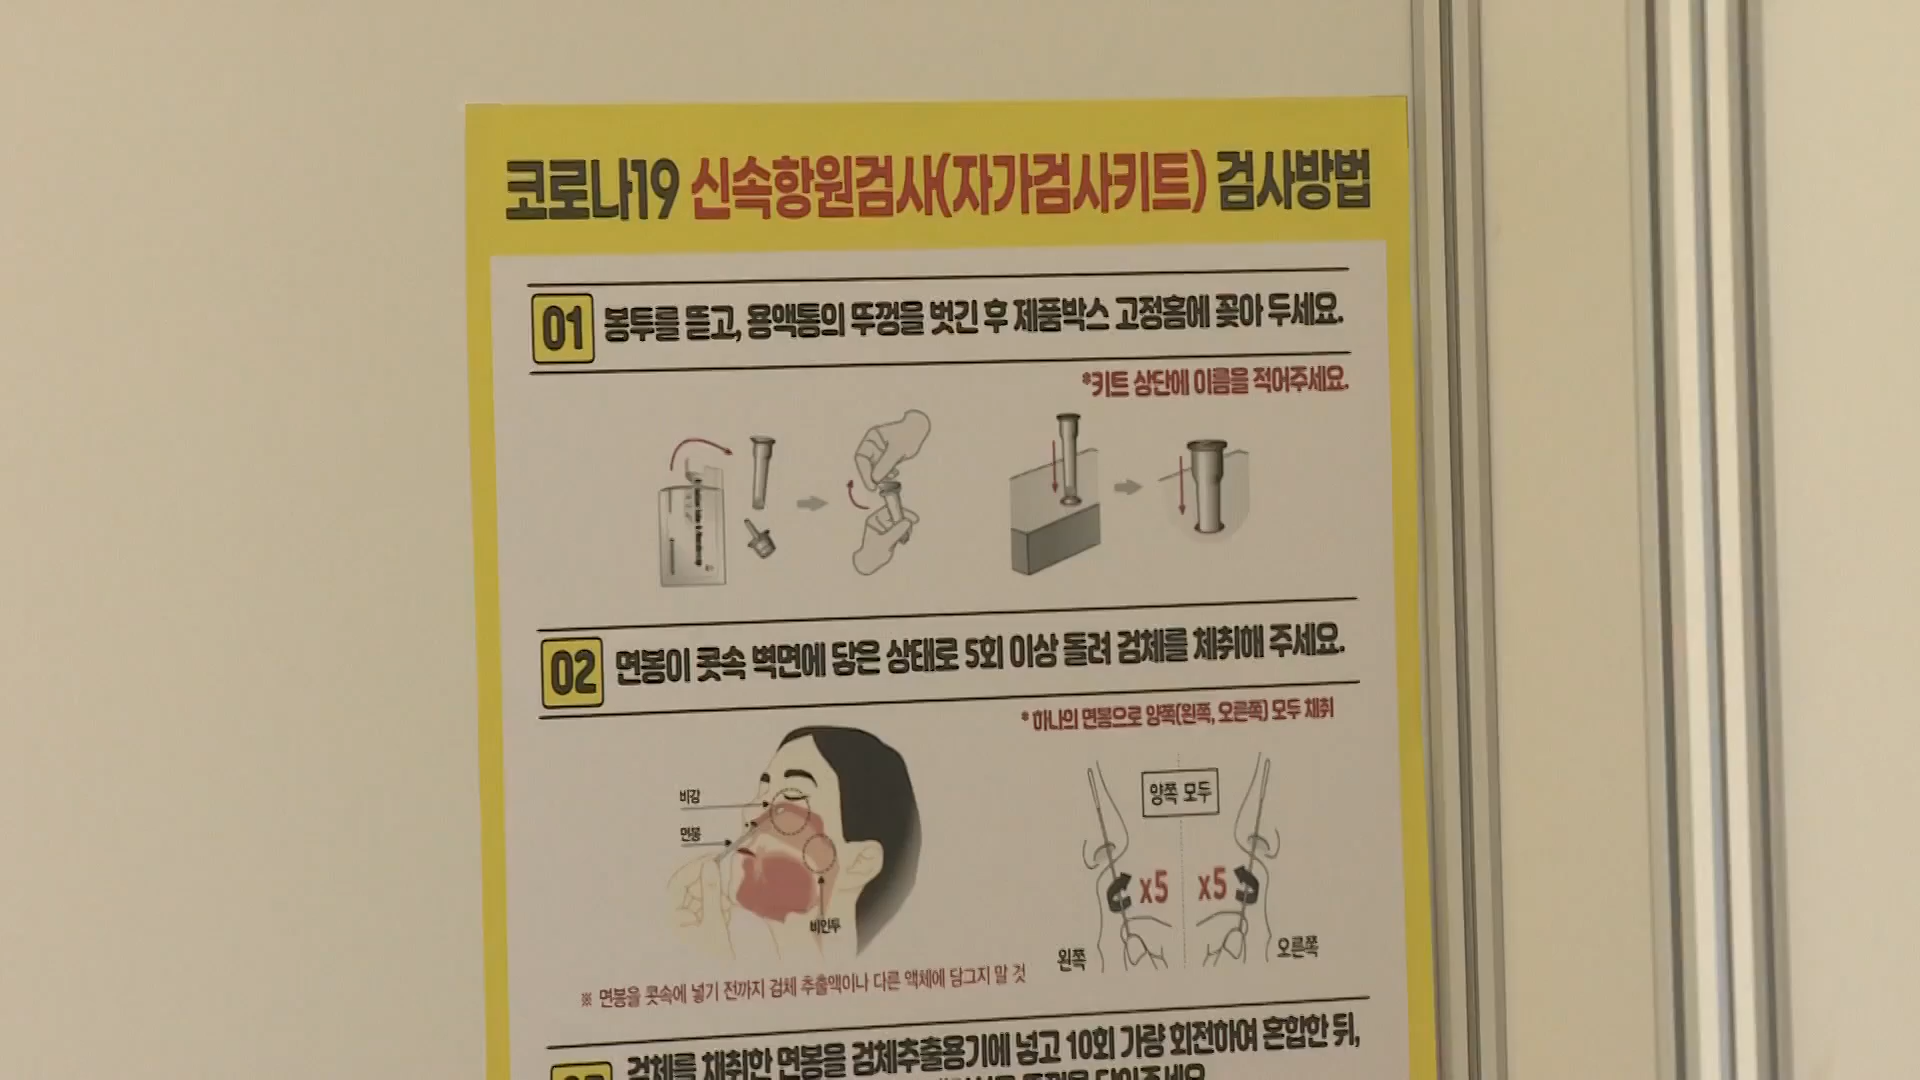 코로나19 신속항원검사(자가검사키트) 검사방법
01 봉투를 뜯고, 용액통의 뚜껑을 벗긴 후 제품박스 고정홈에 꽂아 두세요.
*키트 상단에 이름을 적어주세요.
02 면봉이 콧속 벽면에 닿은 상태로 5회 이상 돌려 검체를 채취해 주세요.
* 하나의 면봉으로 양쪽(왼쪽, 오른쪽) 모두 채취
비강
면봉
비인두
양쪽 모두
x5 x5
왼쪽
오른쪽
※ 면봉을 콧속에 넣기 전까지 검체 추출액이나 다른 액체에 담그지 말 것
검체를 채취한 면봉을 검체추출용기에 넣고 10회 가량 회전하여 혼합한 뒤,